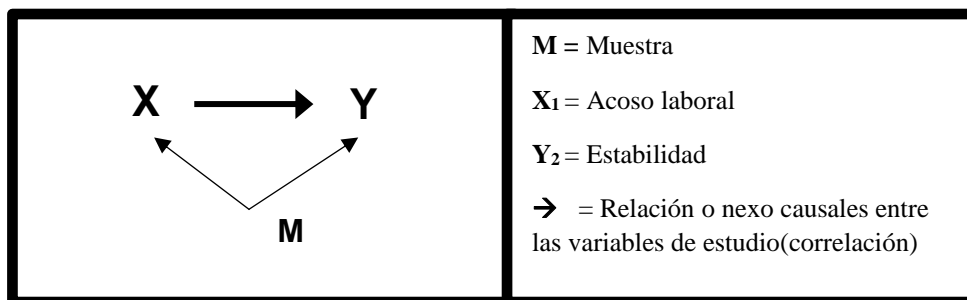 X Y
M
M = Muestra
X₁ = Acoso laboral
Y₂ = Estabilidad
→ = Relación o nexo causales entre
las variables de estudio(correlación)